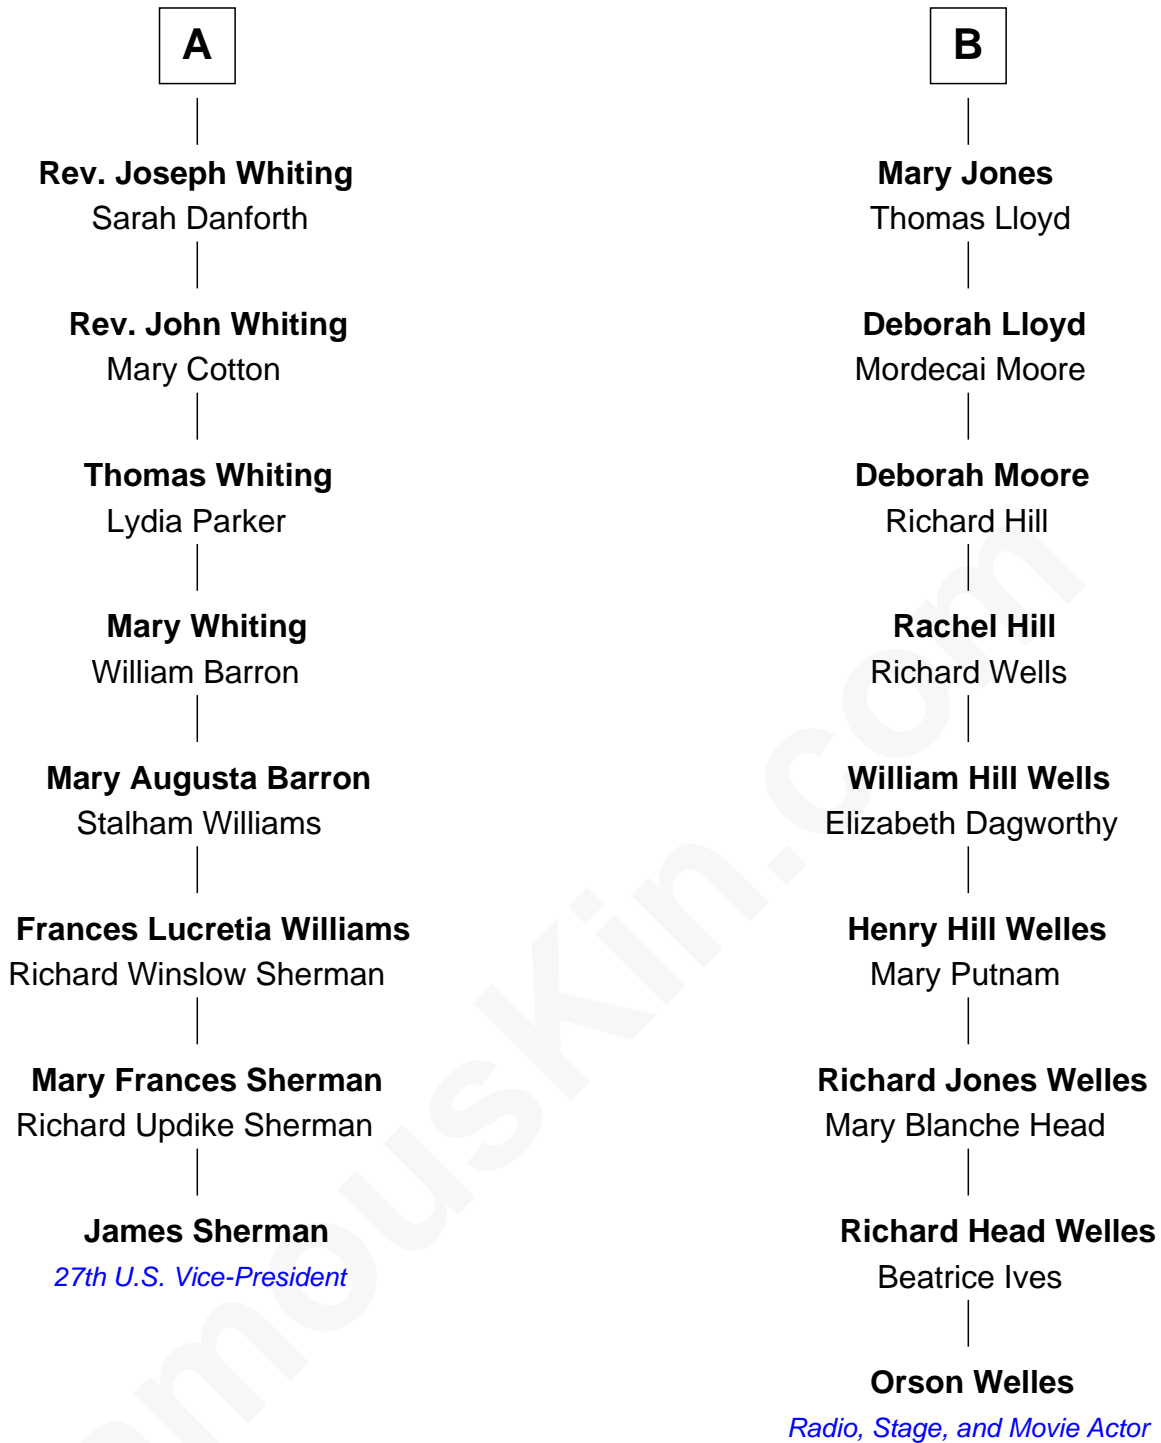 A
Rev. Joseph Whiting
Sarah Danforth
Rev. John Whiting
Mary Cotton
Thomas Whiting
Lydia Parker
Mary Whiting
William Barron
Mary Augusta Barron
Stalham Williams
Frances Lucretia Williams
Richard Winslow Sherman
Mary Frances Sherman
Richard Updike Sherman
James Sherman
27th U.S. Vice-President
B
Mary Jones
Thomas Lloyd
Deborah Lloyd
Mordecai Moore
Deborah Moore
Richard Hill
Rachel Hill
Richard Wells
William Hill Wells
Elizabeth Dagworthy
Henry Hill Welles
Mary Putnam
Richard Jones Welles
Mary Blanche Head
Richard Head Welles
Beatrice Ives
Orson Welles
Radio, Stage, and Movie Actor
amouskin.com